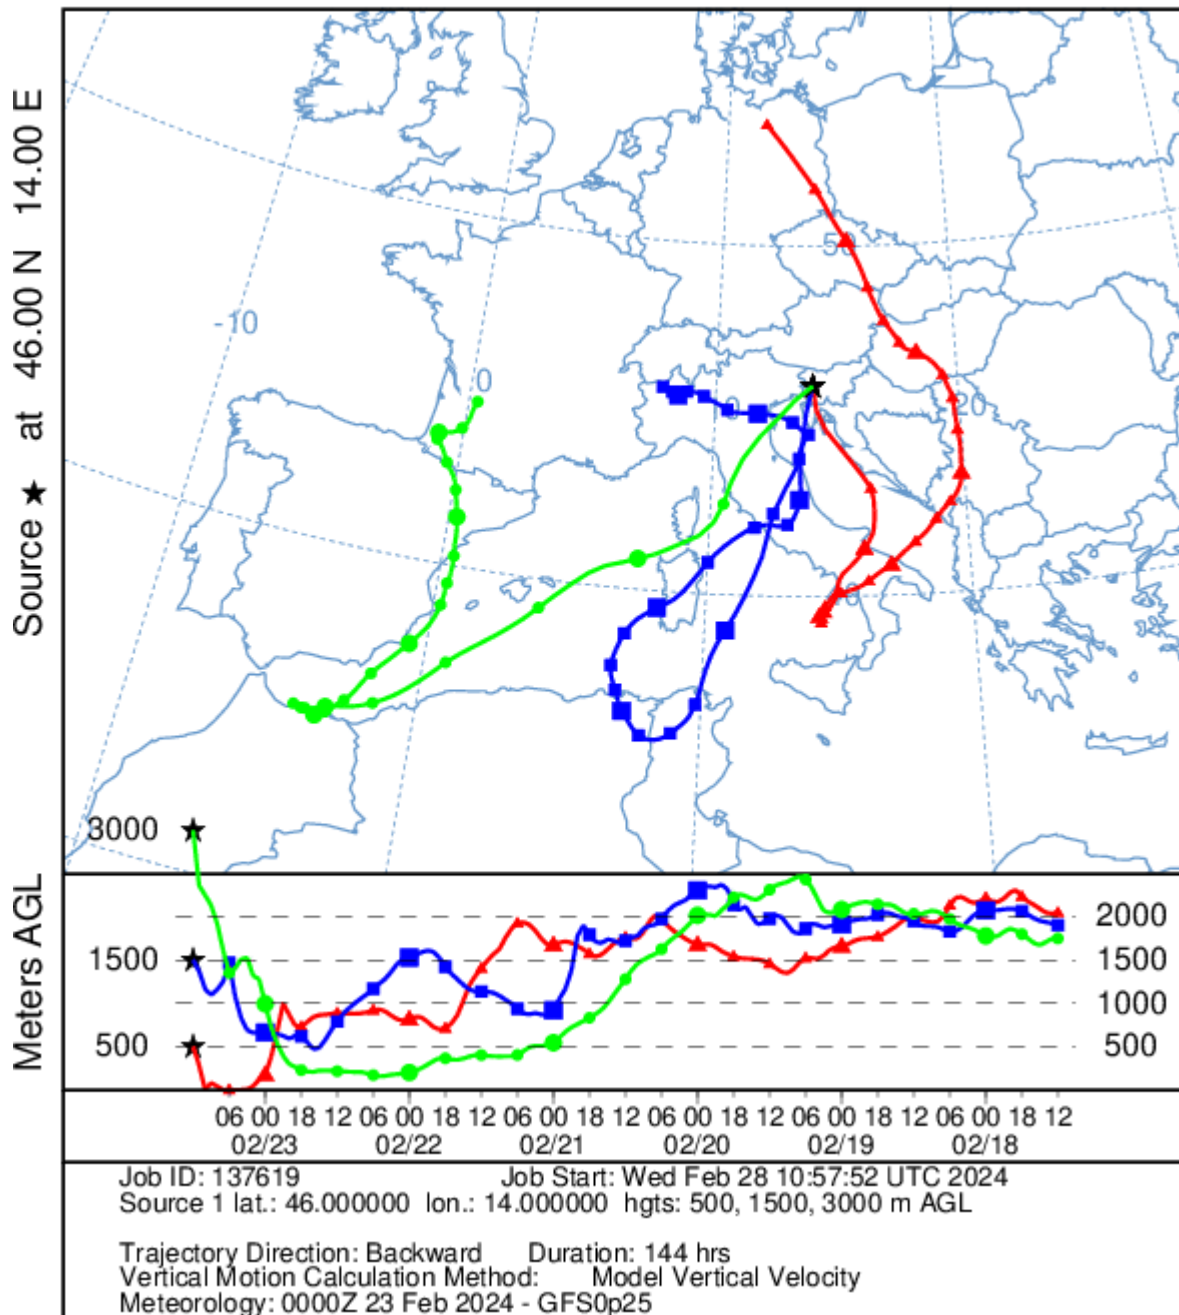 Source ★ at 46.00 N 14.00 E
-10
0
50
20
3000
1500
500
Meters AGL
2000
1500
1000
500
06 00 18 12 06 00 18 12 06 00 18 12 06 00 18 12 06 00 18 12 06 00 18 12
02/23 02/22 02/21 02/20 02/19 02/18
Job ID: 137619 Job Start: Wed Feb 28 10:57:52 UTC 2024
Source 1 lat.: 46.000000 lon.: 14.000000 hgts: 500, 1500, 3000 m AGL
Trajectory Direction: Backward Duration: 144 hrs
Vertical Motion Calculation Method: Model Vertical Velocity
Meteorology: 0000Z 23 Feb 2024 - GFS0p25